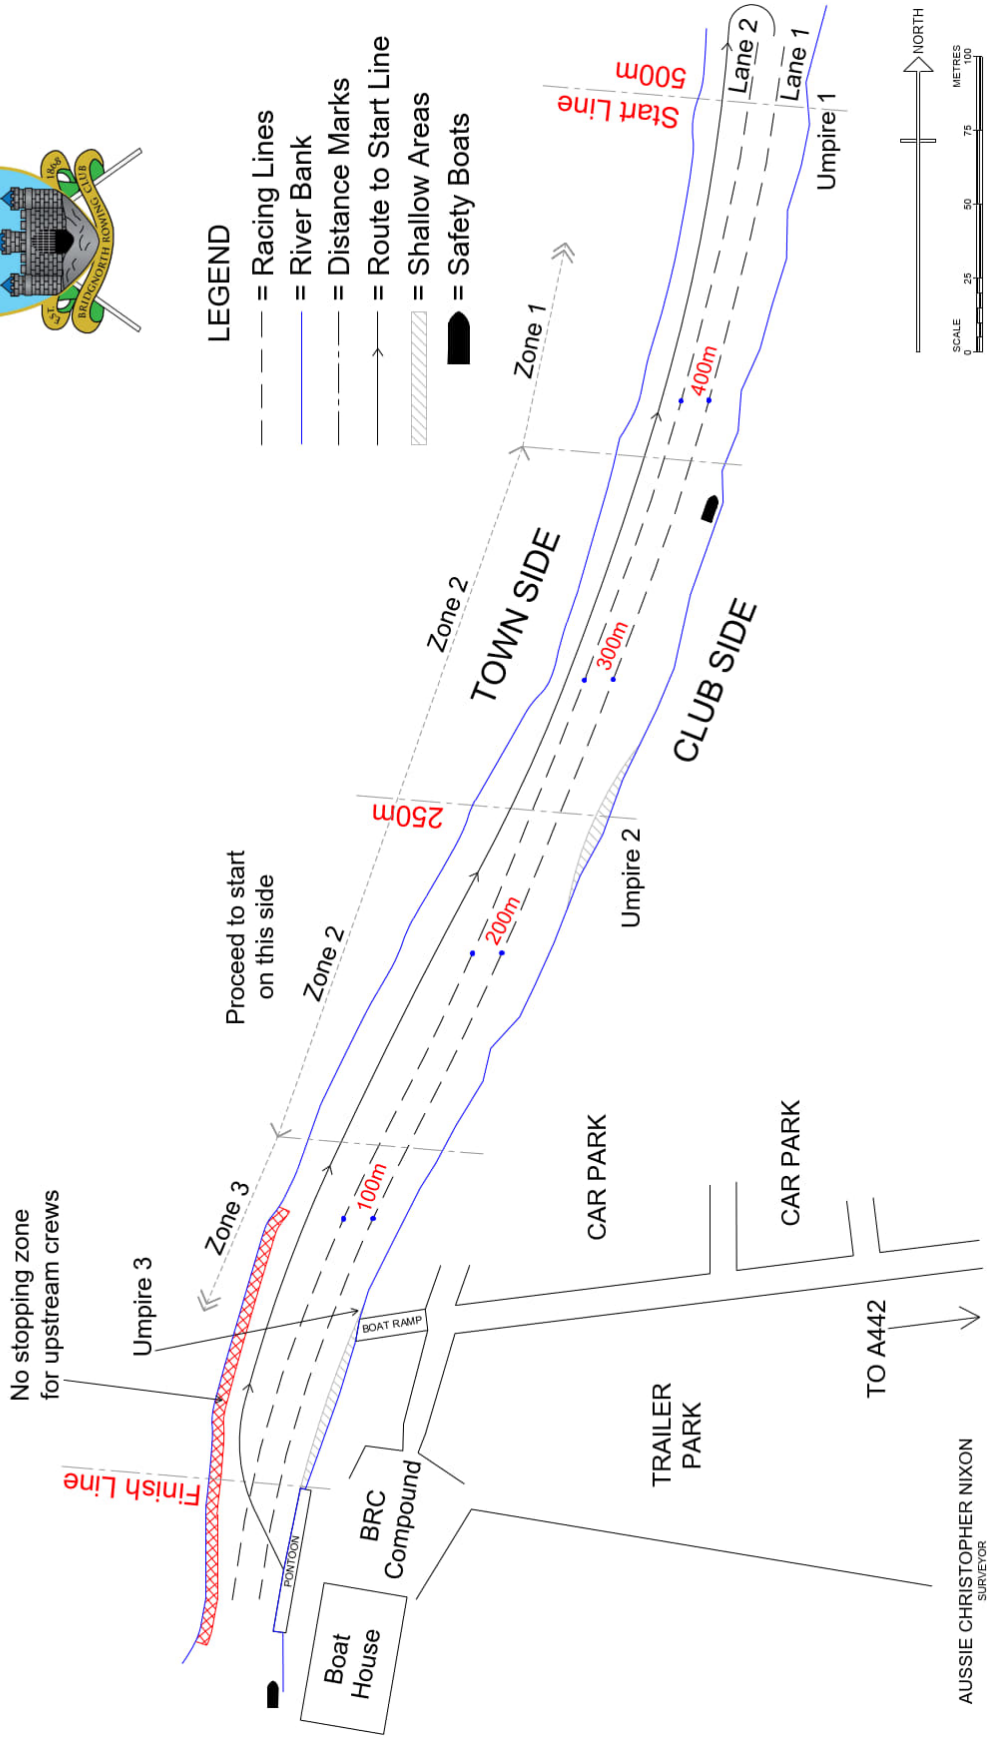 EST.
1868
BRIDGNORTH ROWING CLUB
LEGEND
= Racing Lines
= River Bank
= Distance Marks
= Route to Start Line
= Shallow Areas
= Safety Boats
No stopping zone
for upstream crews
Umpire 3
Zone 3
Proceed to start
on this side
Zone 2
Zone 2
Zone 1
TOWN SIDE
Finish Line
250m
Start Line
500m
100m
200m
300m
400m
Lane 2
Lane 1
Umpire 1
Umpire 2
CLUB SIDE
PONTOON
BOAT RAMP
Boat
House
BRC
Compound
CAR PARK
CAR PARK
TRAILER
PARK
TO A442
NORTH
SCALE
METRES
0
25
50
75
100
AUSSIE CHRISTOPHER NIXON
SURVEYOR